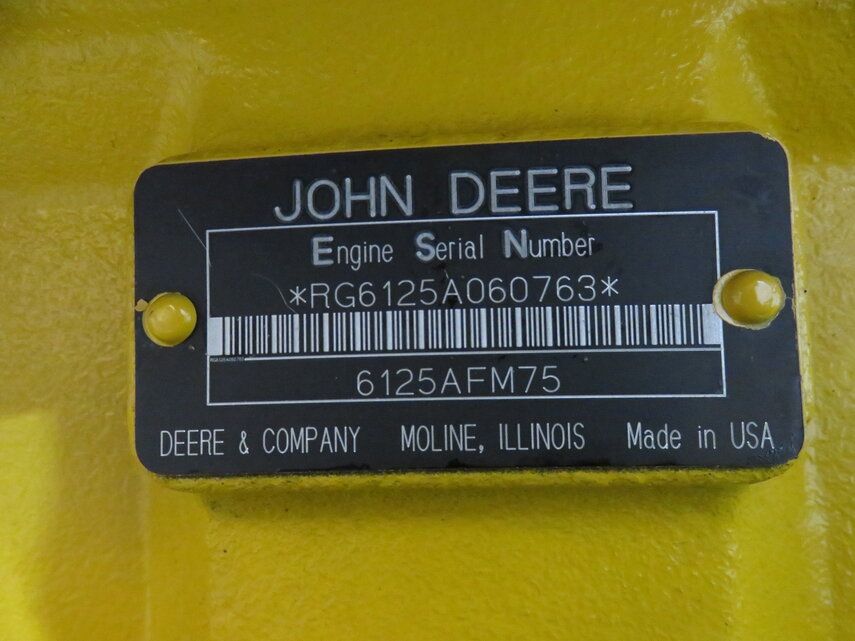 JOHN DEERE
Engine Serial Number
*RG6125A060763*
6125AFM75
DEERE & COMPANY MOLINE, ILLINOIS Made in USA